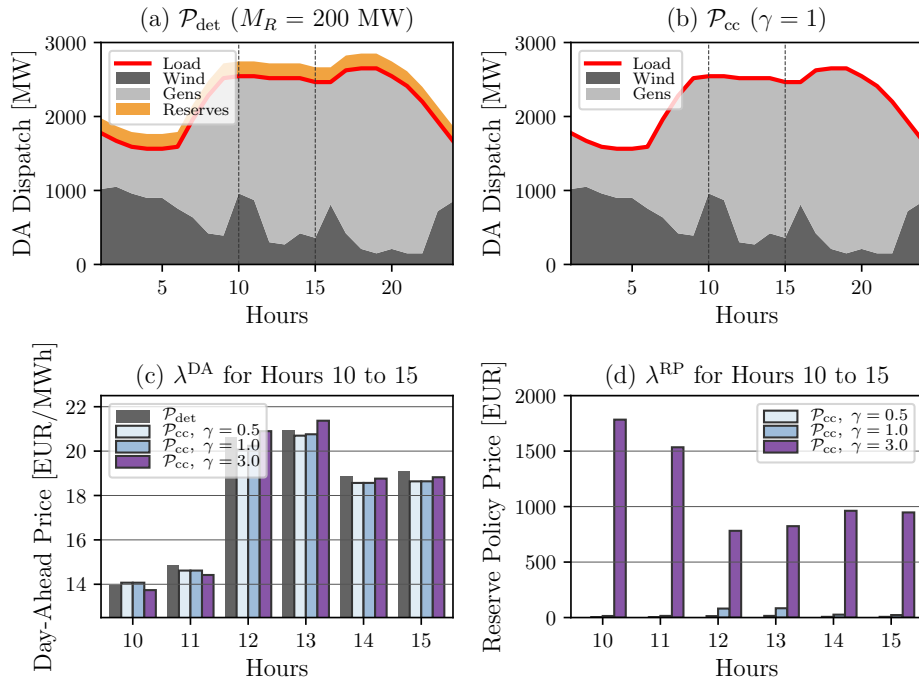 (a) 𝒫det (M_R = 200 MW)
DA Dispatch [MW]
3000
2000
1000
0
Load
Wind
Gens
Reserves
5 10 15 20
Hours
(b) 𝒫cc (γ = 1)
DA Dispatch [MW]
3000
2000
1000
0
Load
Wind
Gens
5 10 15 20
Hours
(c) λ^DA for Hours 10 to 15
Day-Ahead Price [EUR/MWh]
22
20
18
16
14
𝒫det
𝒫cc, γ = 0.5
𝒫cc, γ = 1.0
𝒫cc, γ = 3.0
10 11 12 13 14 15
Hours
(d) λ^RP for Hours 10 to 15
Reserve Policy Price [EUR]
2000
1500
1000
500
0
𝒫cc, γ = 0.5
𝒫cc, γ = 1.0
𝒫cc, γ = 3.0
10 11 12 13 14 15
Hours